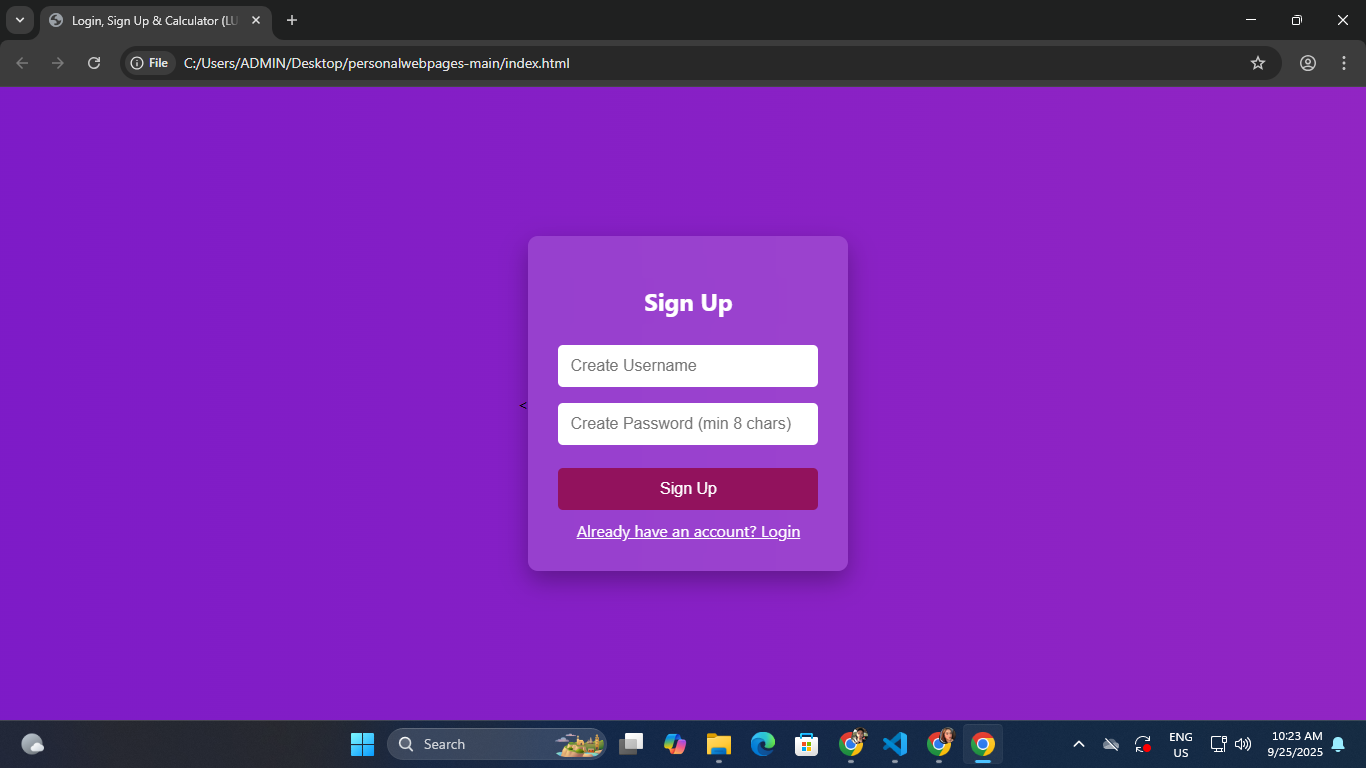 Login, Sign Up & Calculator (LU
File
C:/Users/ADMIN/Desktop/personalwebpages-main/index.html
Sign Up
Create Username
<
Create Password (min 8 chars)
Sign Up
Already have an account? Login
Search
ENG
US
10:23 AM
9/25/2025